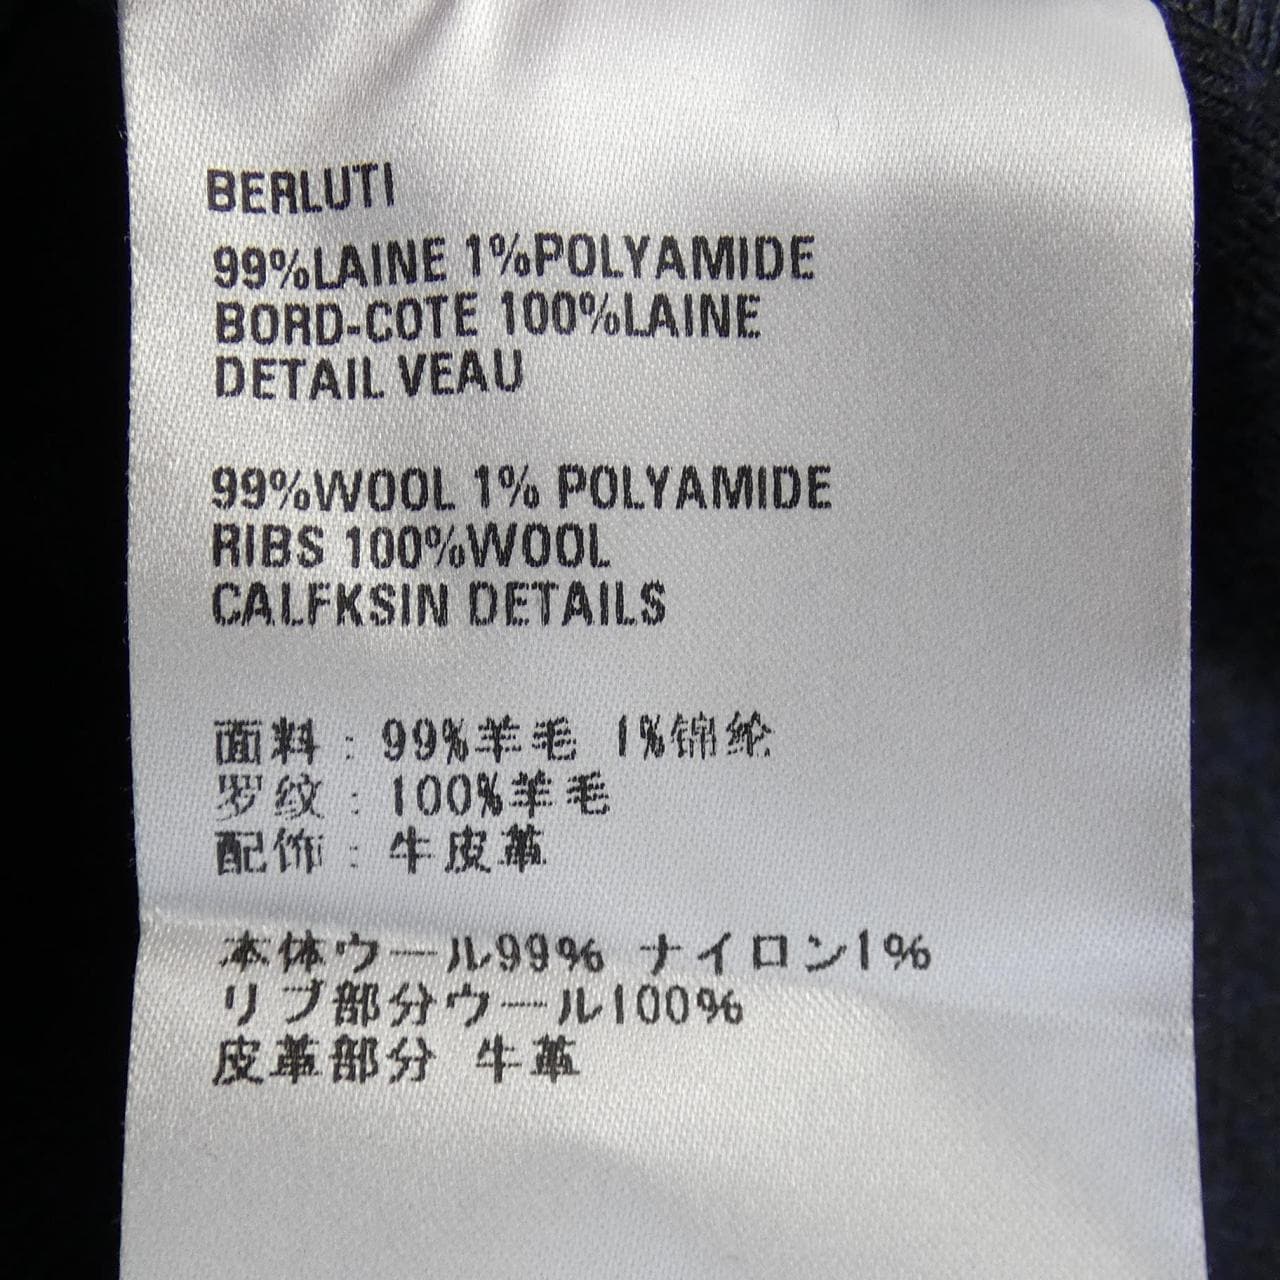 BERLUTI
99%LAINE 1%POLYAMIDE
BORD-COTE 100%LAINE
DETAIL VEAU
99%WOOL 1% POLYAMIDE
RIBS 100%WOOL
CALFKSIN DETAILS
面料：99%羊毛 1%锦纶
罗纹：100%羊毛
配饰：牛皮革
本体ウール99% ナイロン1%
リブ部分ウール100%
皮革部分 牛革